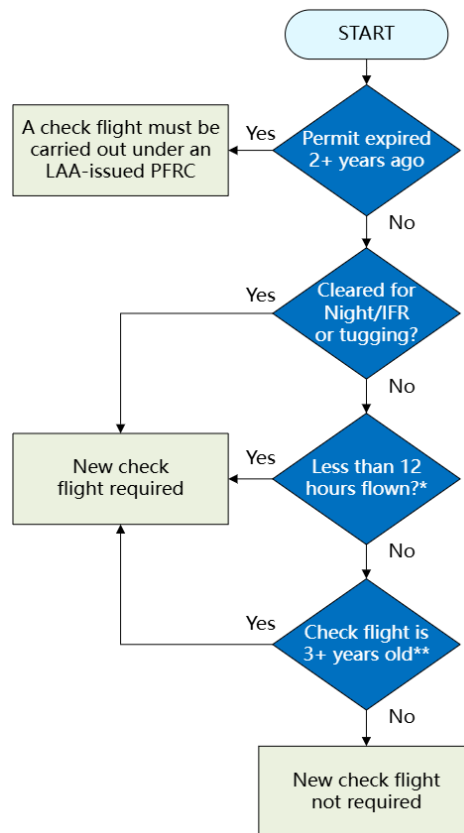 START
Permit expired
2+ years ago
Yes
A check flight must be
carried out under an
LAA-issued PFRC
No
Cleared for
Night/IFR
or tugging?
Yes
No
Less than 12
hours flown?*
Yes
New check
flight required
No
Check flight is
3+ years old**
Yes
No
New check flight
not required